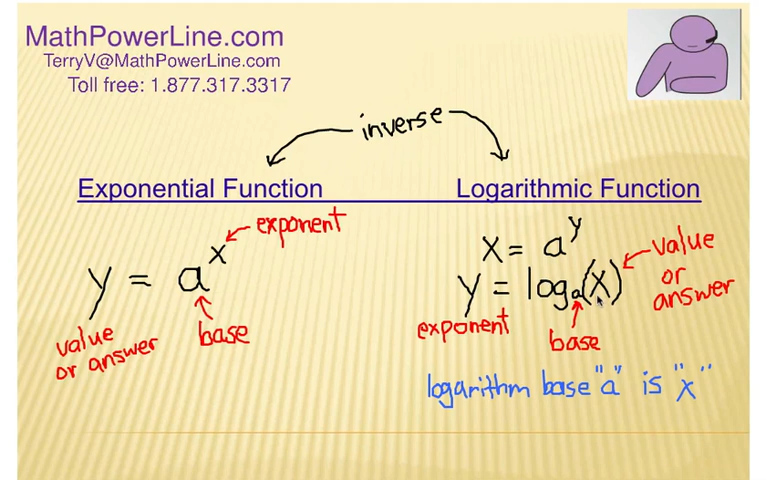 MathPowerLine.com
TerryV@MathPowerLine.com
Toll free: 1.877.317.3317
inverse
Exponential Function
Logarithmic Function
y = a^x
exponent
value
or answer
base
x = a^y
y = log_a(x)
value
or
answer
exponent
base
logarithm base "a" is "x"